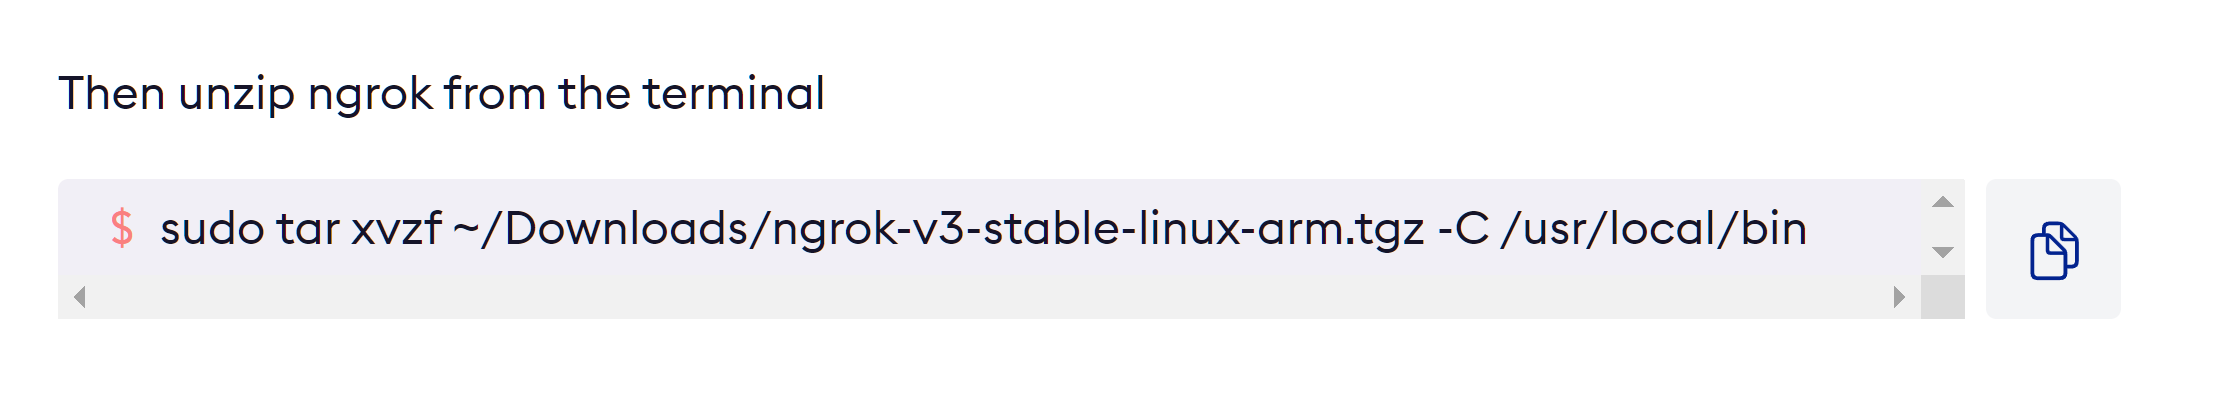 Then unzip ngrok from the terminal
$ sudo tar xvzf ~/Downloads/ngrok-v3-stable-linux-arm.tgz -C /usr/local/bin